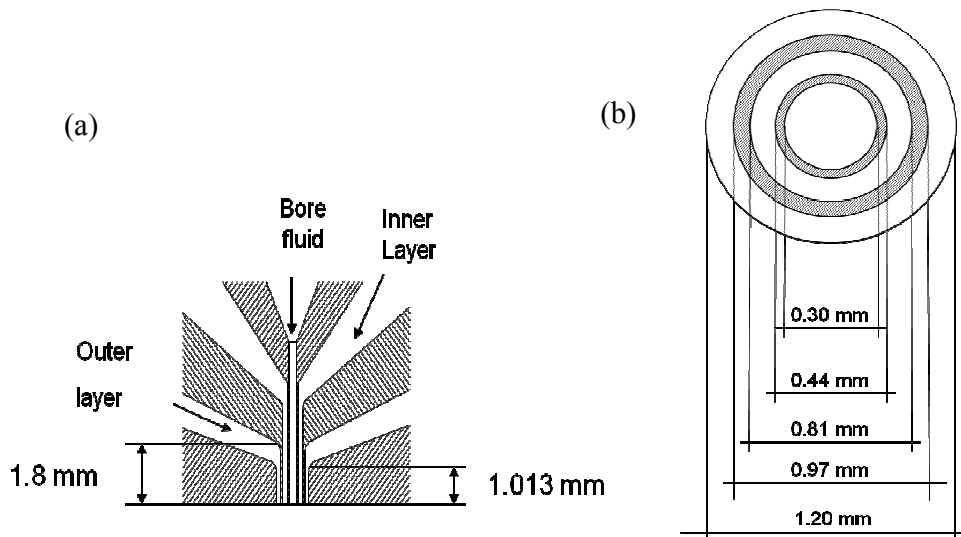 (a)
Bore
fluid
Inner
Layer
Outer
layer
1.8 mm
1.013 mm
(b)
0.30 mm
0.44 mm
0.81 mm
0.97 mm
1.20 mm